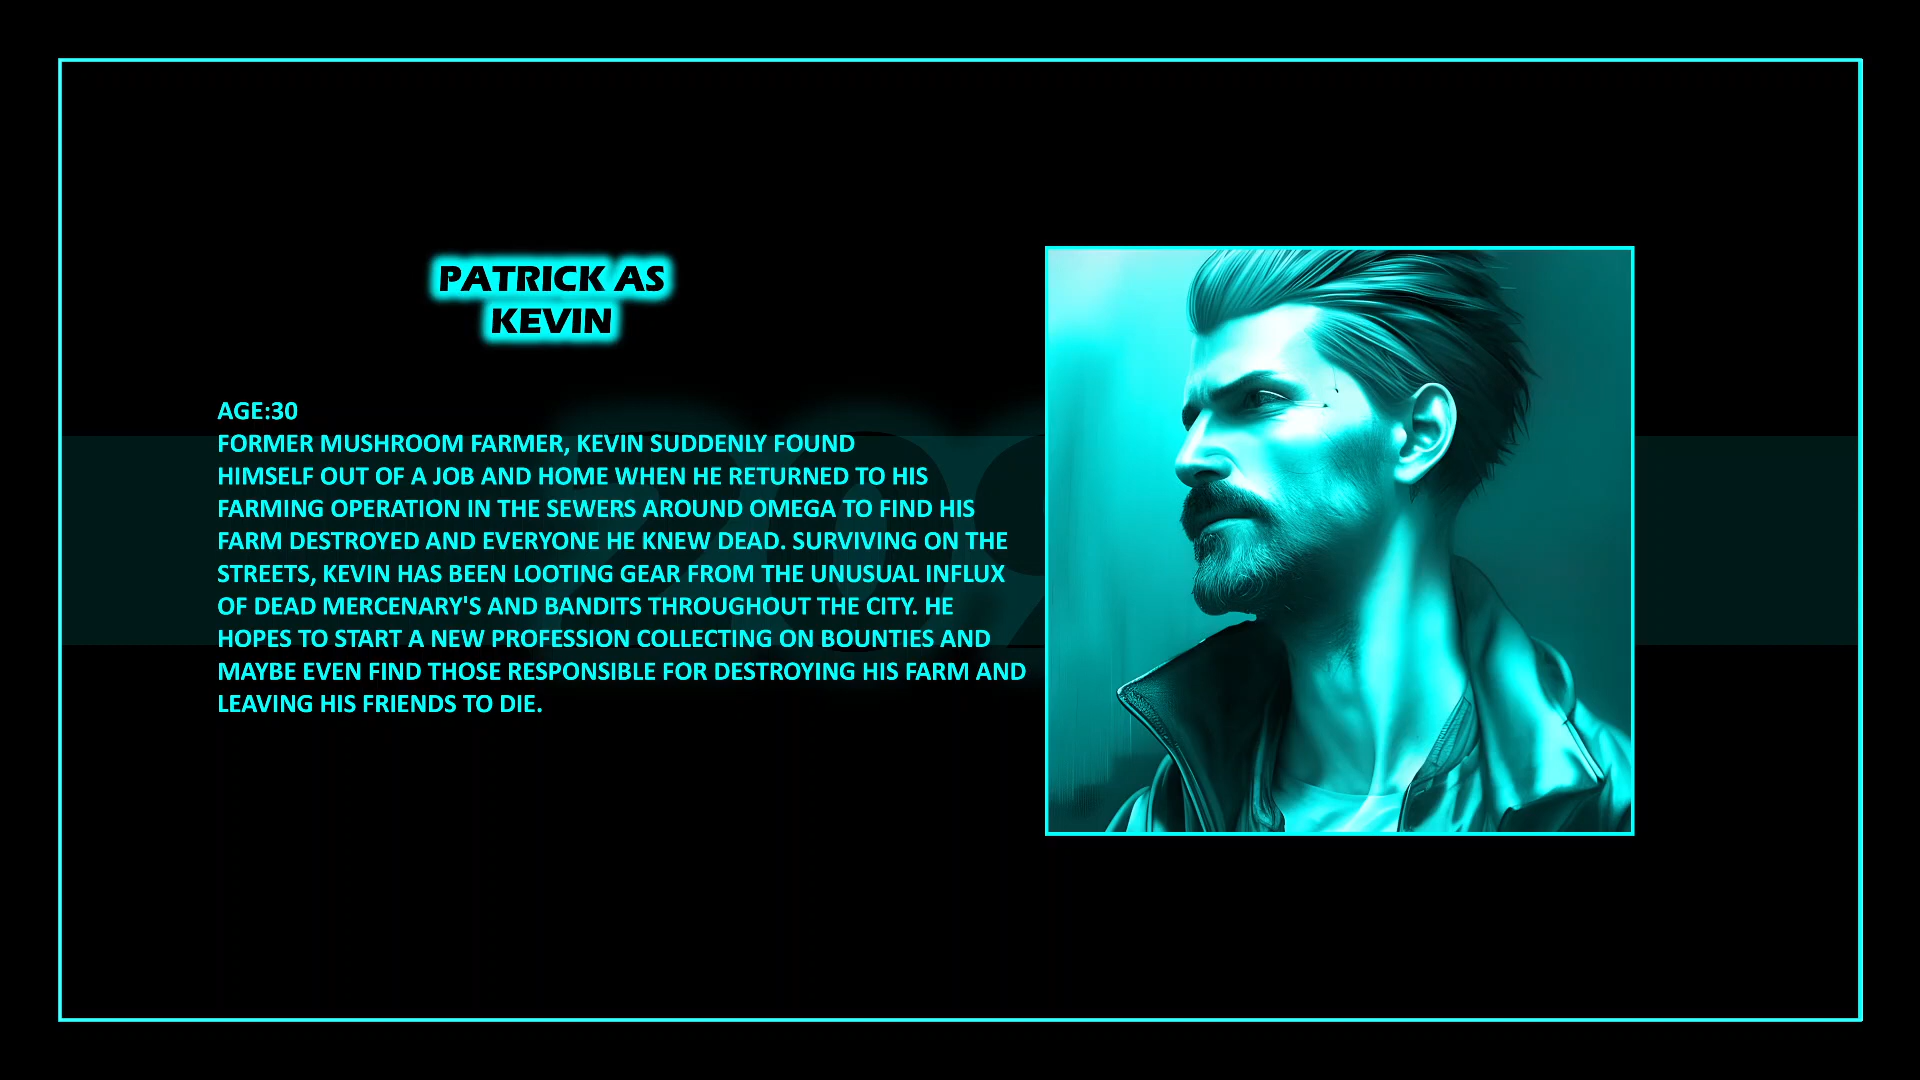 PATRICK AS
KEVIN
AGE:30
FORMER MUSHROOM FARMER, KEVIN SUDDENLY FOUND
HIMSELF OUT OF A JOB AND HOME WHEN HE RETURNED TO HIS
FARMING OPERATION IN THE SEWERS AROUND OMEGA TO FIND HIS
FARM DESTROYED AND EVERYONE HE KNEW DEAD. SURVIVING ON THE
STREETS, KEVIN HAS BEEN LOOTING GEAR FROM THE UNUSUAL INFLUX
OF DEAD MERCENARY'S AND BANDITS THROUGHOUT THE CITY. HE
HOPES TO START A NEW PROFESSION COLLECTING ON BOUNTIES AND
MAYBE EVEN FIND THOSE RESPONSIBLE FOR DESTROYING HIS FARM AND
LEAVING HIS FRIENDS TO DIE.